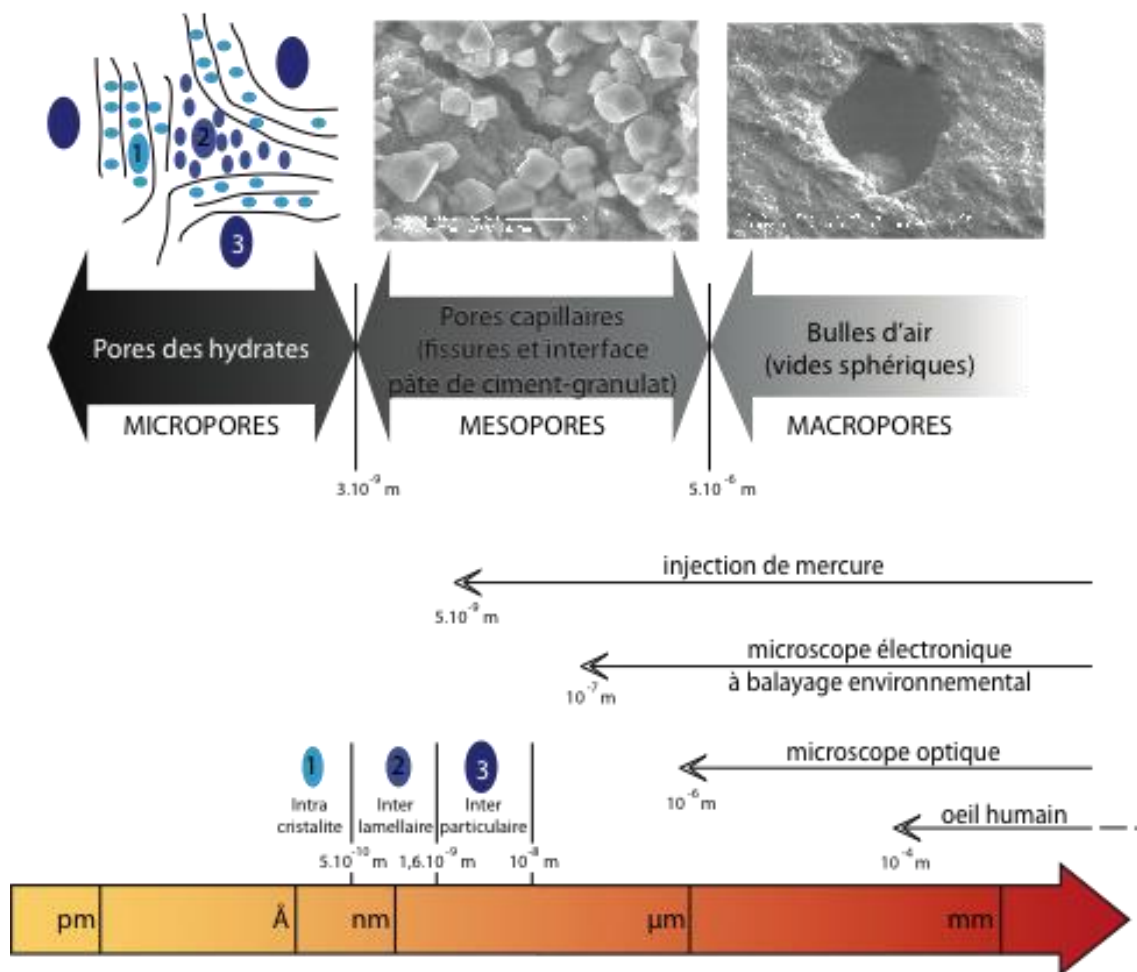 1
2
3
Pores des hydrates
Pores capillaires
(fissures et interface
pâte de ciment-granulat)
Bulles d'air
(vides sphériques)
MICROPORES
MESOPORES
MACROPORES
3.10⁻⁹ m
5.10⁻⁶ m
injection de mercure
5.10⁻⁹ m
microscope électronique
à balayage environnemental
10⁻⁷ m
microscope optique
10⁻⁶ m
oeil humain
10⁻⁴ m
1
2
3
Intra
cristalite
Inter
lamellaire
Inter
particulaire
5.10⁻¹⁰ m
1,6.10⁻⁹ m
10⁻⁸ m
pm
Å
nm
µm
mm